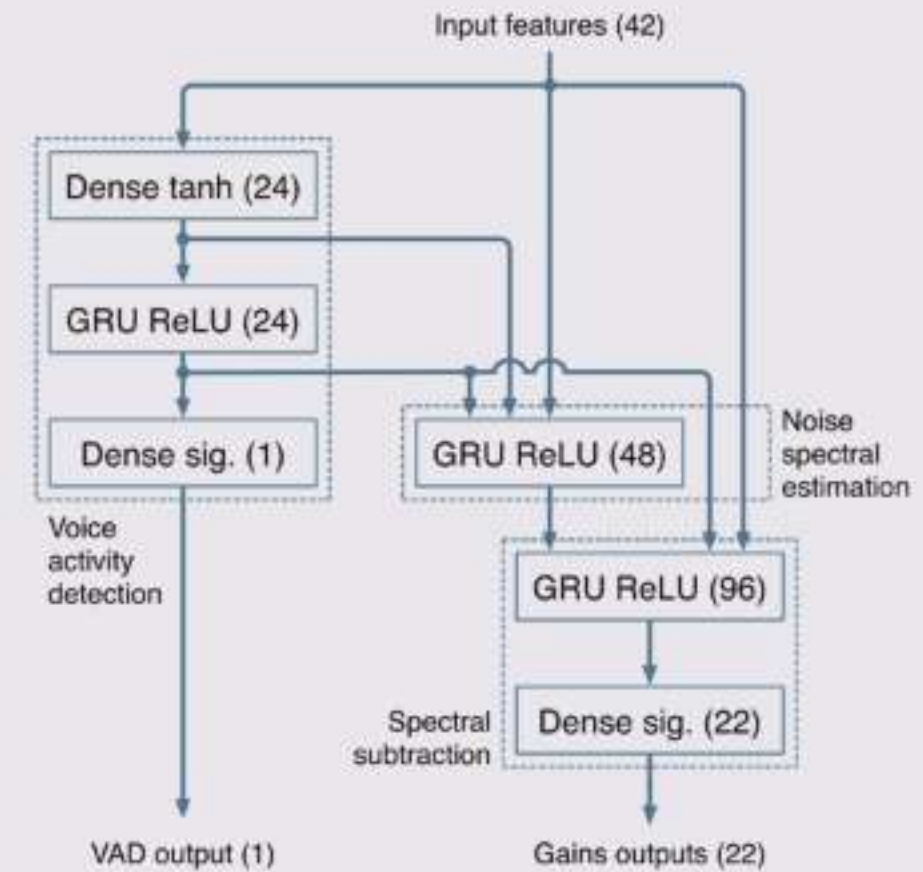 Input features (42)
Dense tanh (24)
GRU ReLU (24)
Dense sig. (1)
Voice
activity
detection
GRU ReLU (48)
Noise
spectral
estimation
GRU ReLU (96)
Dense sig. (22)
Spectral
subtraction
VAD output (1)
Gains outputs (22)